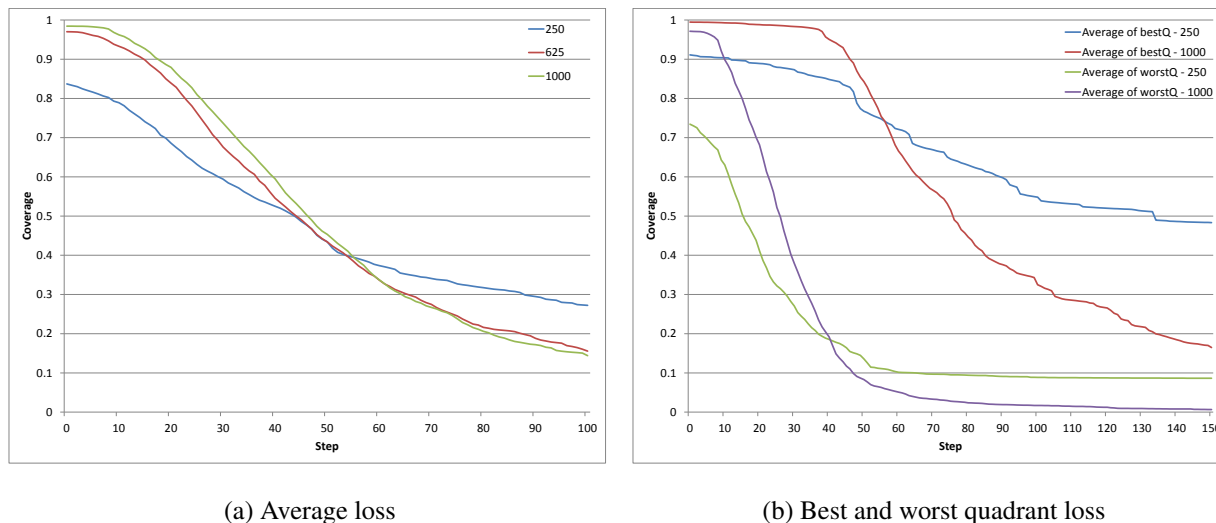 1
0.9
0.8
0.7
0.6
0.5
0.4
0.3
0.2
0.1
0
Coverage
0 10 20 30 40 50 60 70 80 90 100
Step
250
625
1000
(a) Average loss
1
0.9
0.8
0.7
0.6
0.5
0.4
0.3
0.2
0.1
0
Coverage
0 10 20 30 40 50 60 70 80 90 100 110 120 130 140 150
Step
Average of bestQ - 250
Average of bestQ - 1000
Average of worstQ - 250
Average of worstQ - 1000
(b) Best and worst quadrant loss